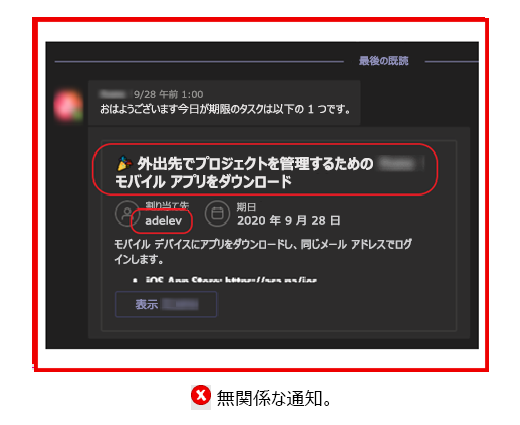 最後の既読
9/28 午前 1:00
おはようございます今日が期限のタスクは以下の 1 つです。
外出先でプロジェクトを管理するための
モバイル アプリをダウンロード
割り当て先
adelev
期日
2020 年 9 月 28 日
モバイル デバイスにアプリをダウンロードし、同じメール アドレスでログ
インします。
iOS App Store: https://
表示
無関係な通知。